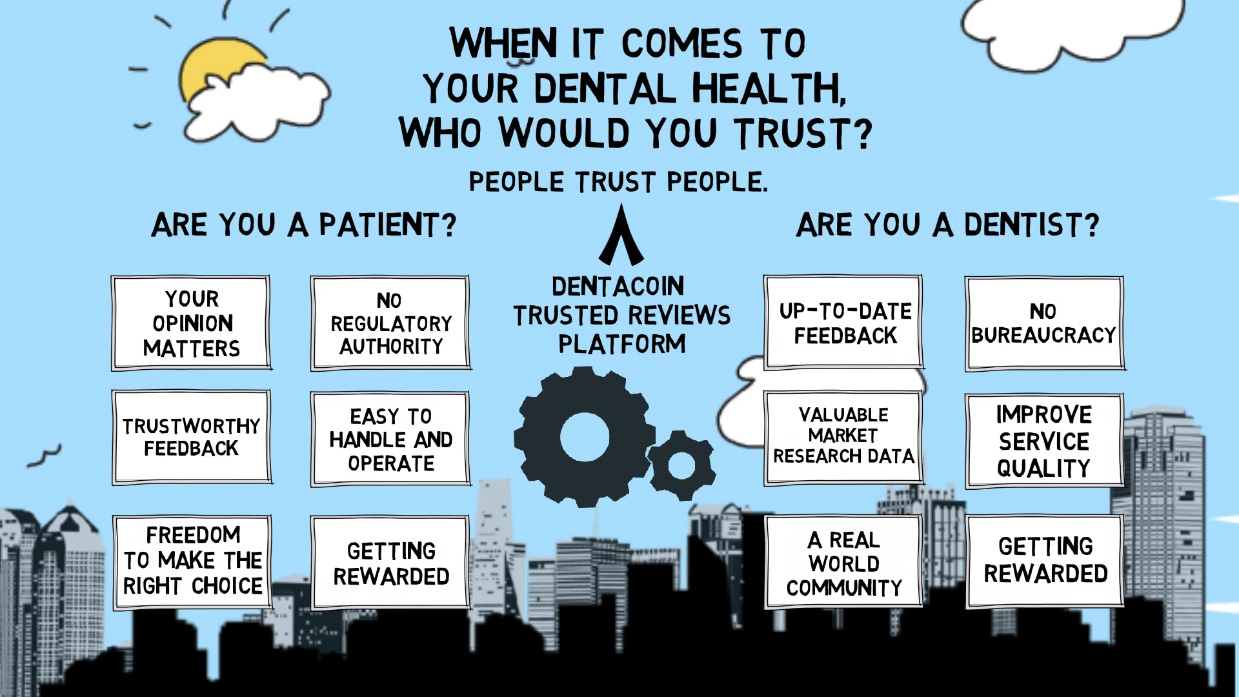 WHEN IT COMES TO
YOUR DENTAL HEALTH,
WHO WOULD YOU TRUST?
PEOPLE TRUST PEOPLE.
ARE YOU A PATIENT?
YOUR
OPINION
MATTERS
NO
REGULATORY
AUTHORITY
TRUSTWORTHY
FEEDBACK
EASY TO
HANDLE AND
OPERATE
FREEDOM
TO MAKE THE
RIGHT CHOICE
GETTING
REWARDED
DENTACOIN
TRUSTED REVIEWS
PLATFORM
ARE YOU A DENTIST?
UP-TO-DATE
FEEDBACK
NO
BUREAUCRACY
VALUABLE
MARKET
RESEARCH DATA
IMPROVE
SERVICE
QUALITY
A REAL
WORLD
COMMUNITY
GETTING
REWARDED